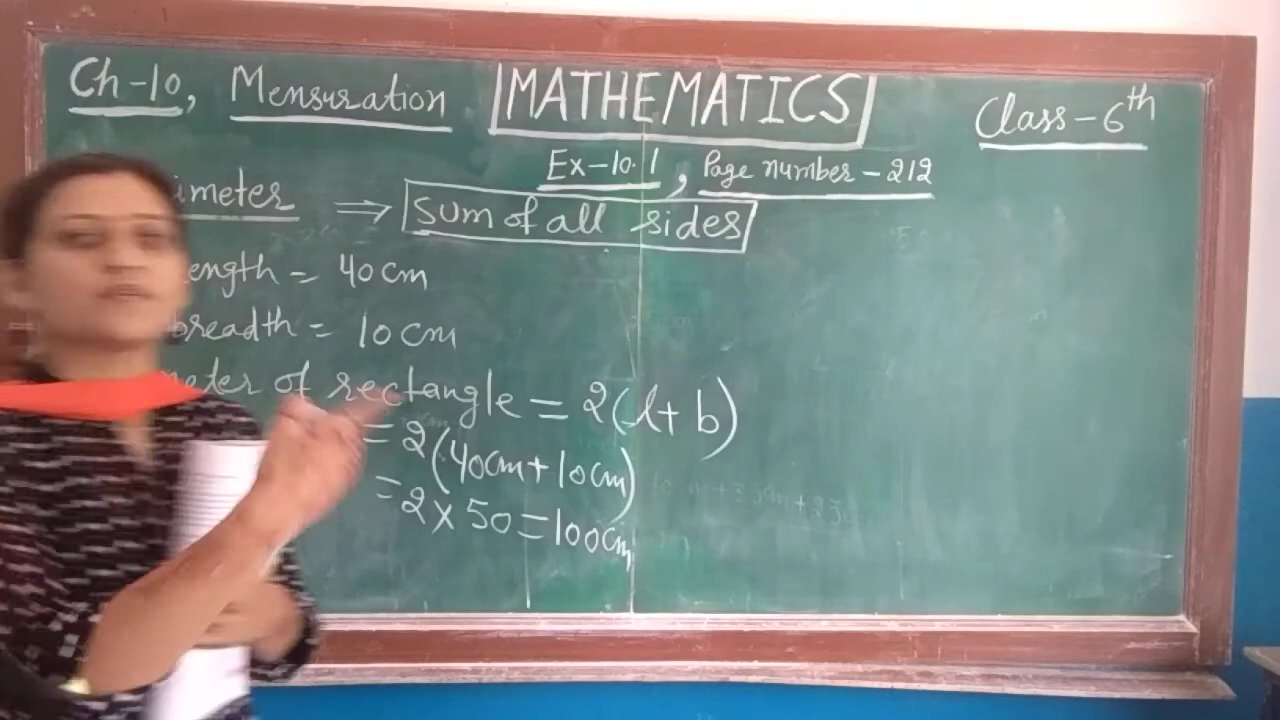 Ch-10, Mensuration MATHEMATICS Class-6th
Ex-10.1, Page number-212
imeter ⇒ sum of all sides
ength = 40 cm
breadth = 10 cm
meter of rectangle = 2(l+b)
= 2(40cm+10cm)
= 2×50=100cm